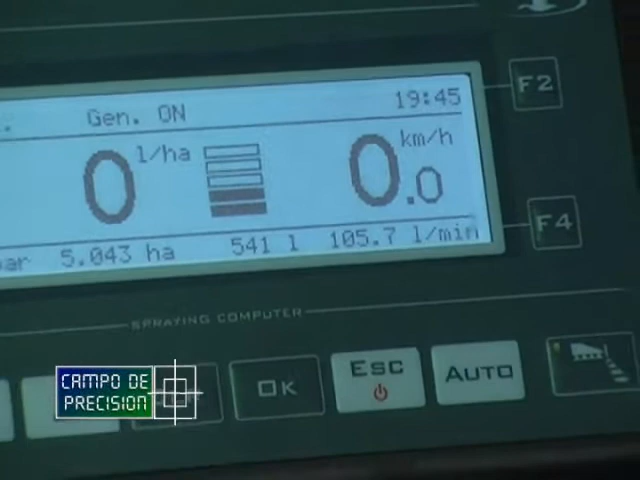 Gen. ON 19:45
0 l/ha 0.0 km/h
bar 5.043 ha 541 l 105.7 l/min
F2
F4
SPRAYING COMPUTER
OK
ESC
AUTO
CAMPO DE
PRECISION